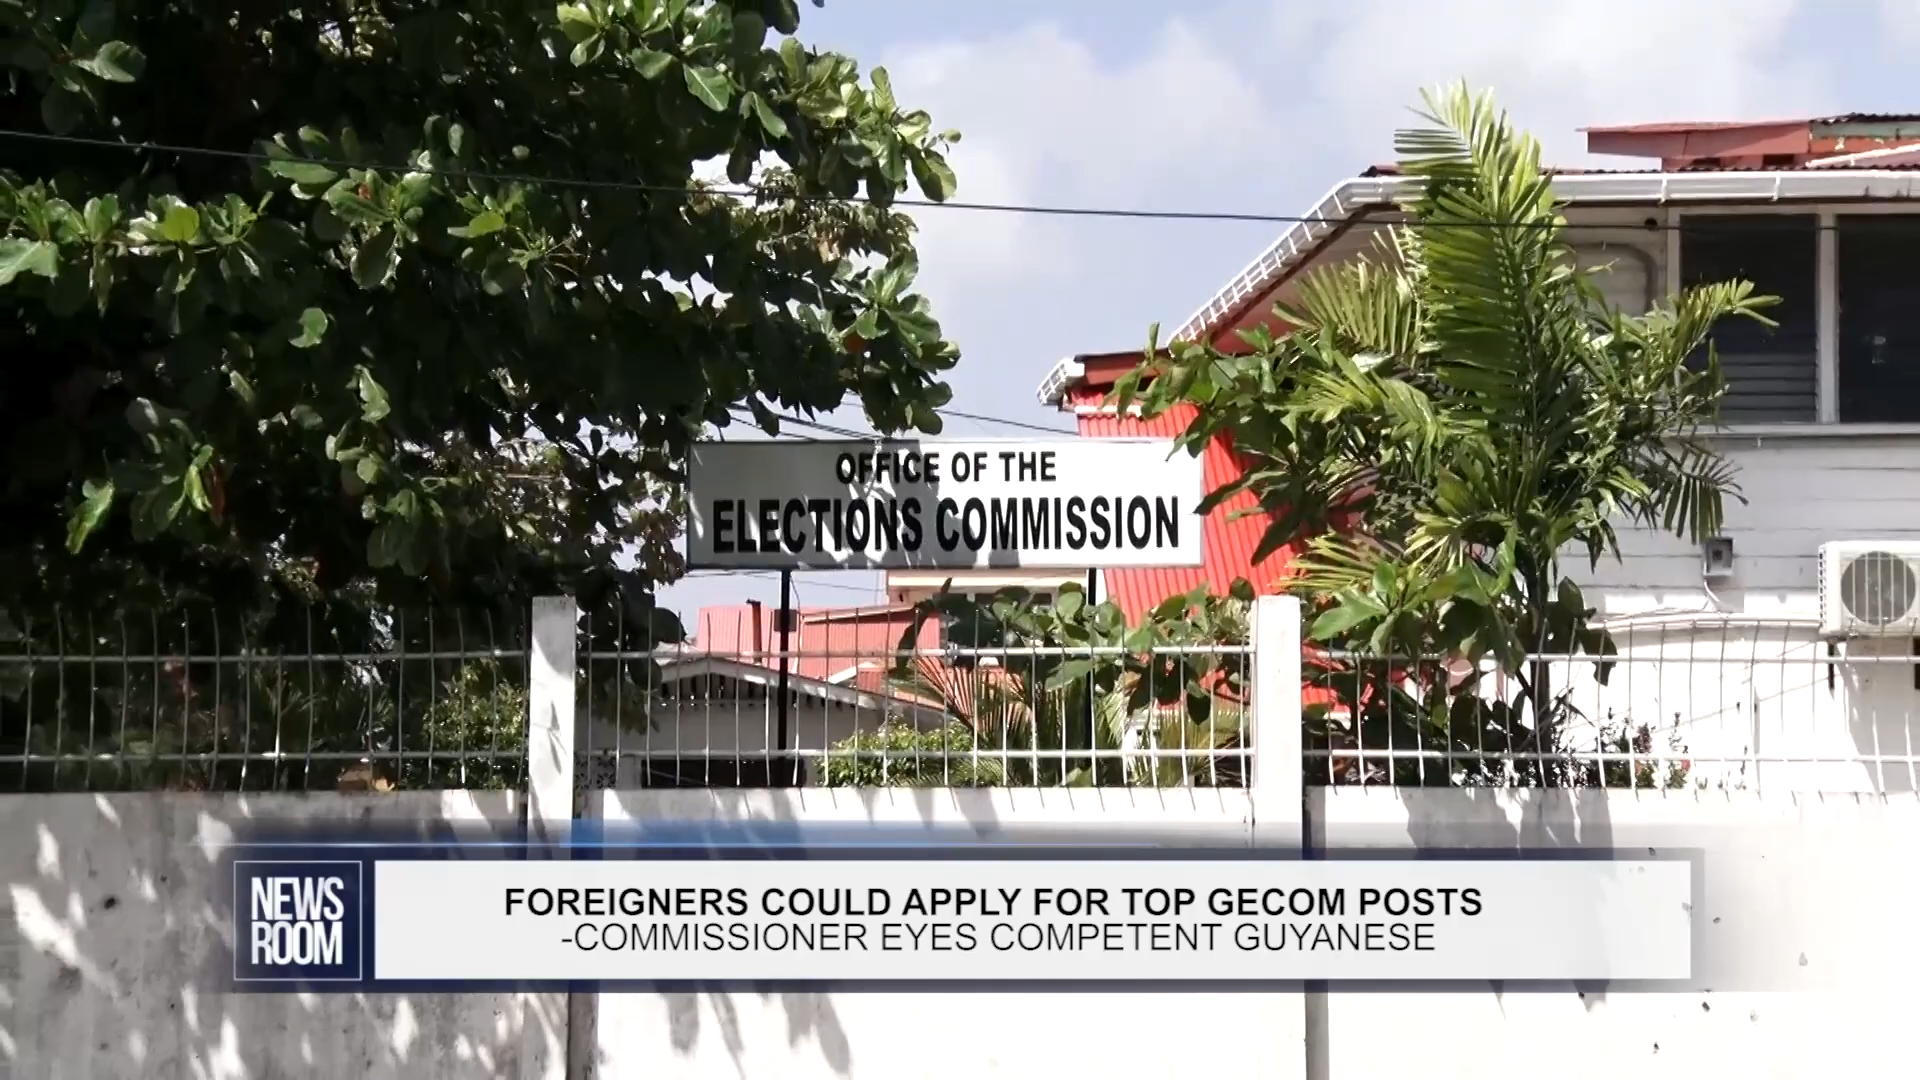 OFFICE OF THE
ELECTIONS COMMISSION
NEWS
ROOM
FOREIGNERS COULD APPLY FOR TOP GECOM POSTS
-COMMISSIONER EYES COMPETENT GUYANESE